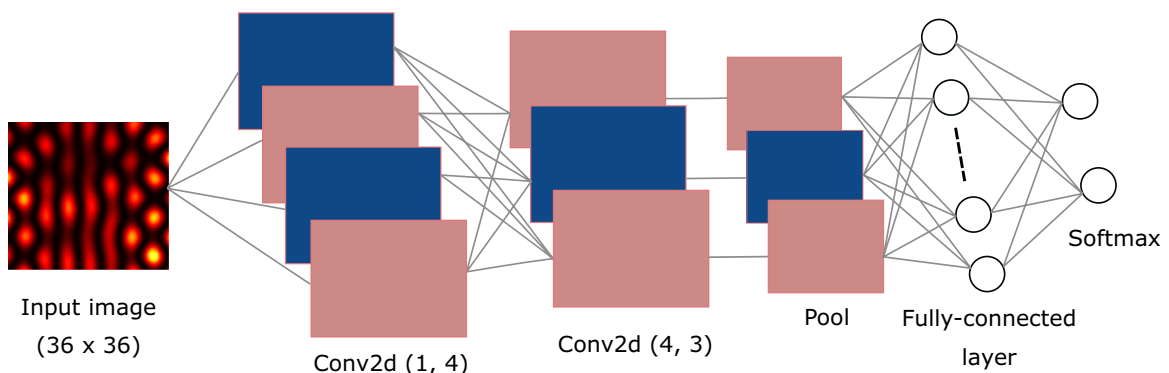 Input image
(36 x 36)
Conv2d (1, 4)
Conv2d (4, 3)
Pool
Fully-connected
layer
Softmax